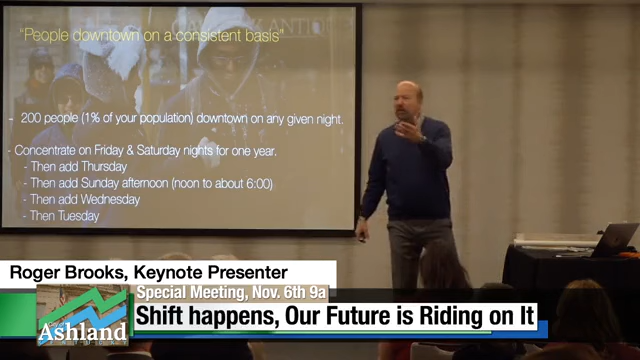 "People downtown on a consistent basis"
- 200 people (1% of your population) downtown on any given night.
- Concentrate on Friday & Saturday nights for one year.
- Then add Thursday
- Then add Sunday afternoon (noon to about 6:00)
- Then add Wednesday
- Then Tuesday
Roger Brooks, Keynote Presenter
Special Meeting, Nov. 6th 9a
Ashland
Shift happens, Our Future is Riding on It